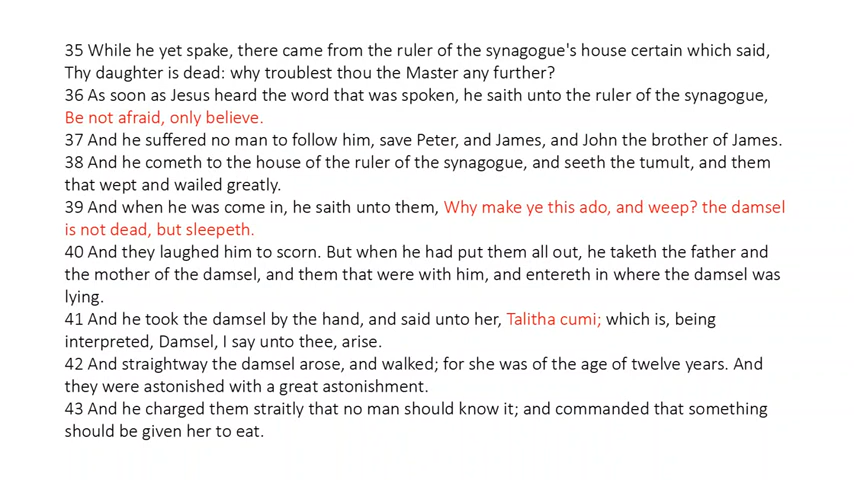 35 While he yet spake, there came from the ruler of the synagogue's house certain which said,
Thy daughter is dead: why troublest thou the Master any further?
36 As soon as Jesus heard the word that was spoken, he saith unto the ruler of the synagogue,
Be not afraid, only believe.
37 And he suffered no man to follow him, save Peter, and James, and John the brother of James.
38 And he cometh to the house of the ruler of the synagogue, and seeth the tumult, and them
that wept and wailed greatly.
39 And when he was come in, he saith unto them, Why make ye this ado, and weep? the damsel
is not dead, but sleepeth.
40 And they laughed him to scorn. But when he had put them all out, he taketh the father and
the mother of the damsel, and them that were with him, and entereth in where the damsel was
lying.
41 And he took the damsel by the hand, and said unto her, Talitha cumi; which is, being
interpreted, Damsel, I say unto thee, arise.
42 And straightway the damsel arose, and walked; for she was of the age of twelve years. And
they were astonished with a great astonishment.
43 And he charged them straitly that no man should know it; and commanded that something
should be given her to eat.